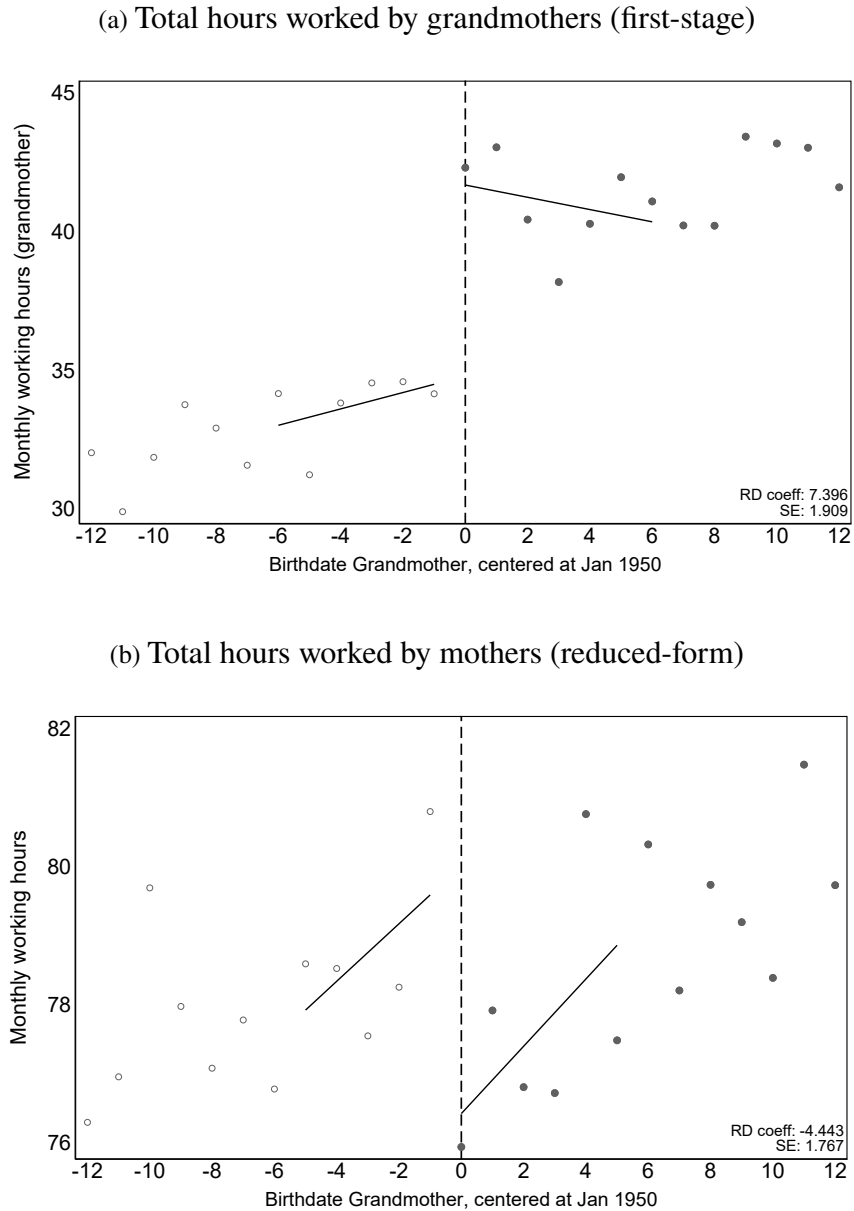 (a) Total hours worked by grandmothers (first-stage)
45
40
35
30
Monthly working hours (grandmother)
RD coeff: 7.396
SE: 1.909
-12 -10 -8 -6 -4 -2 0 2 4 6 8 10 12
Birthdate Grandmother, centered at Jan 1950
(b) Total hours worked by mothers (reduced-form)
82
80
78
76
Monthly working hours
RD coeff: -4.443
SE: 1.767
-12 -10 -8 -6 -4 -2 0 2 4 6 8 10 12
Birthdate Grandmother, centered at Jan 1950